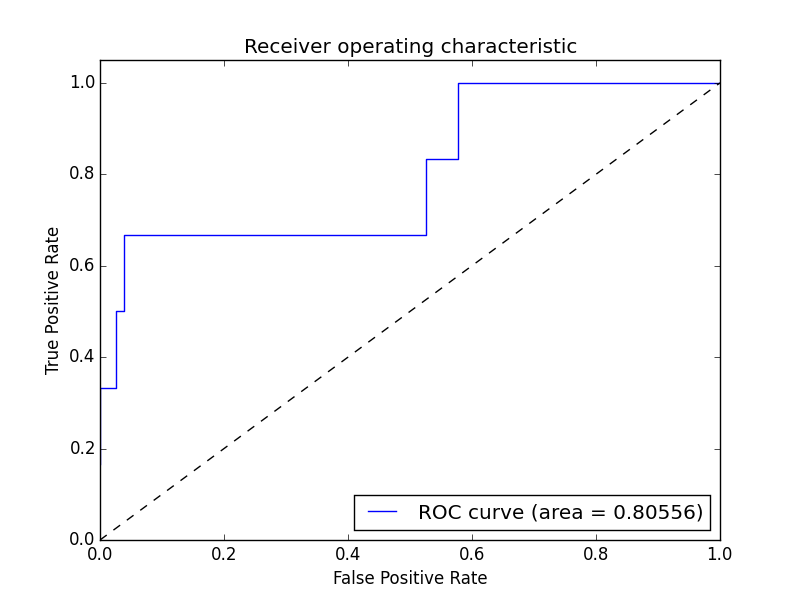 Receiver operating characteristic
1.0
0.8
0.6
0.4
0.2
0.0
True Positive Rate
ROC curve (area = 0.80556)
0.0 0.2 0.4 0.6 0.8 1.0
False Positive Rate